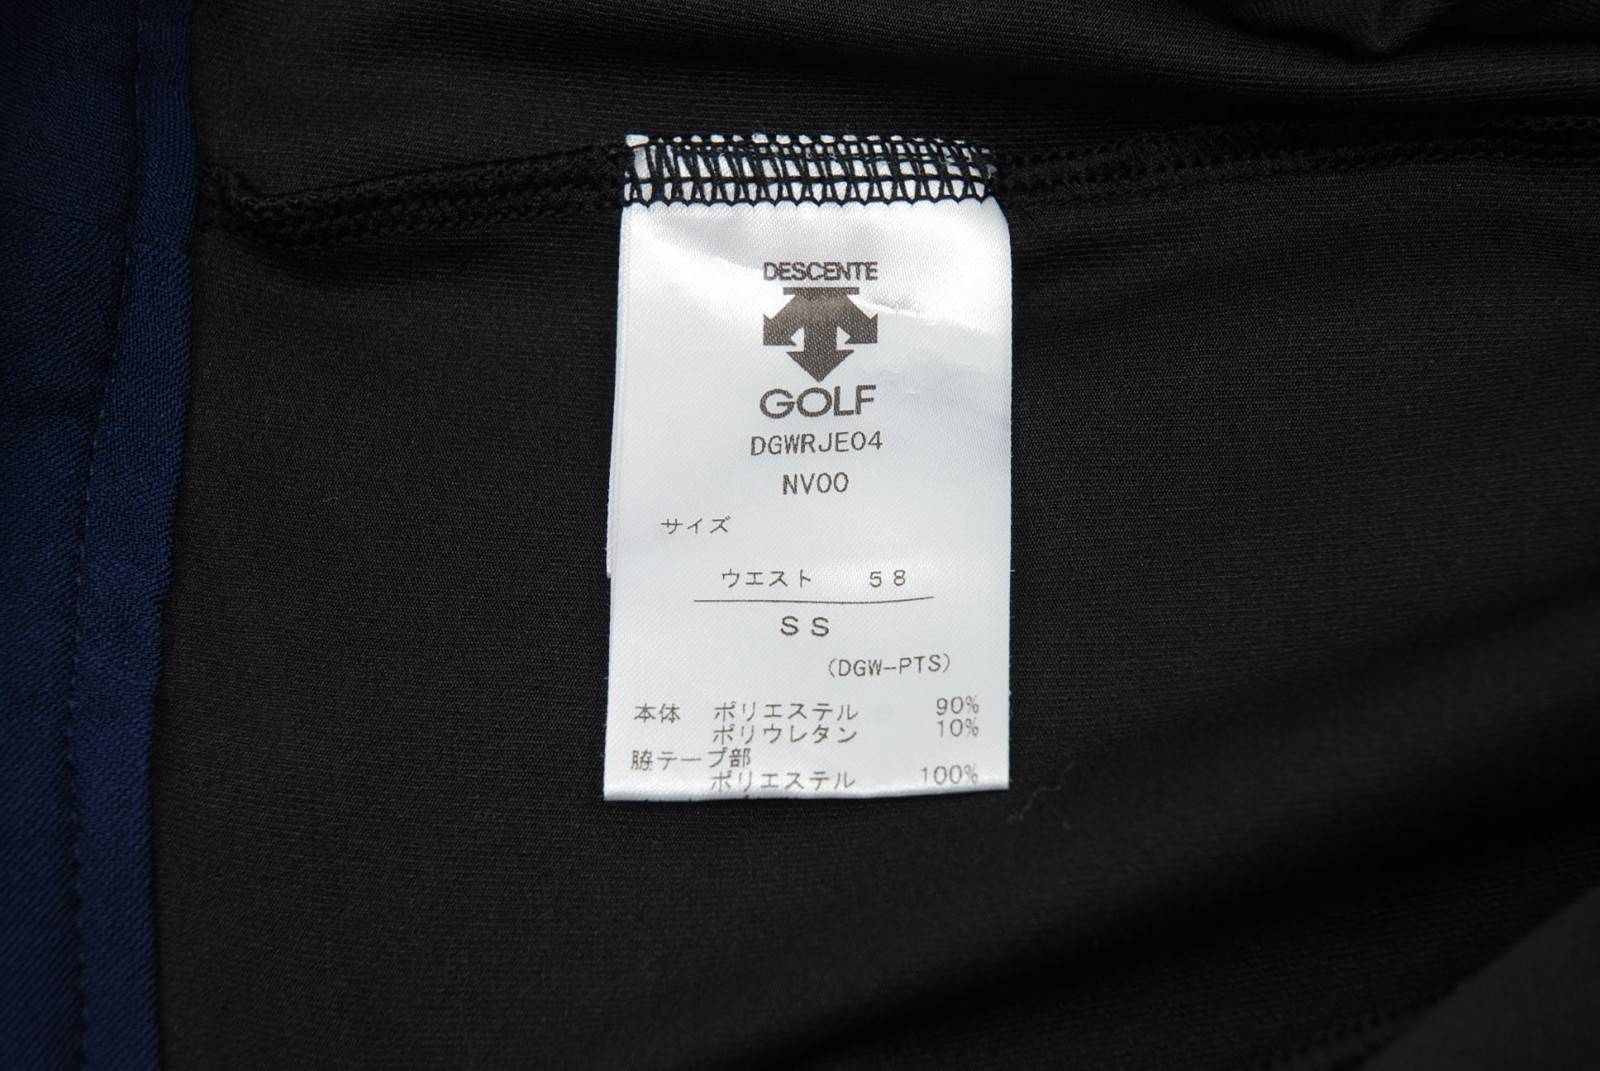 DESCENTE
GOLF
DGWRJE04
NV00
サイズ
ウエスト 58
SS
(DGW-PTS)
本体 ポリエステル 90%
ポリウレタン 10%
脇テープ部
ポリエステル 100%